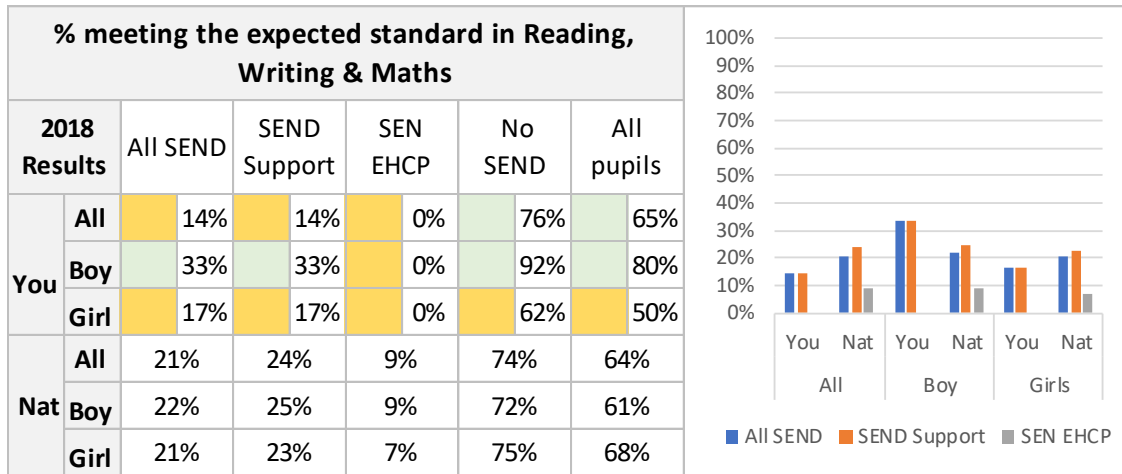 % meeting the expected standard in Reading,
Writing & Maths
2018
Results
All SEND
SEND
Support
SEN
EHCP
No
SEND
All
pupils
You
All 14% 14% 0% 76% 65%
Boy 33% 33% 0% 92% 80%
Girl 17% 17% 0% 62% 50%
Nat
All 21% 24% 9% 74% 64%
Boy 22% 25% 9% 72% 61%
Girl 21% 23% 7% 75% 68%
100%
90%
80%
70%
60%
50%
40%
30%
20%
10%
0%
You Nat You Nat You Nat
All Boy Girls
All SEND SEND Support SEN EHCP